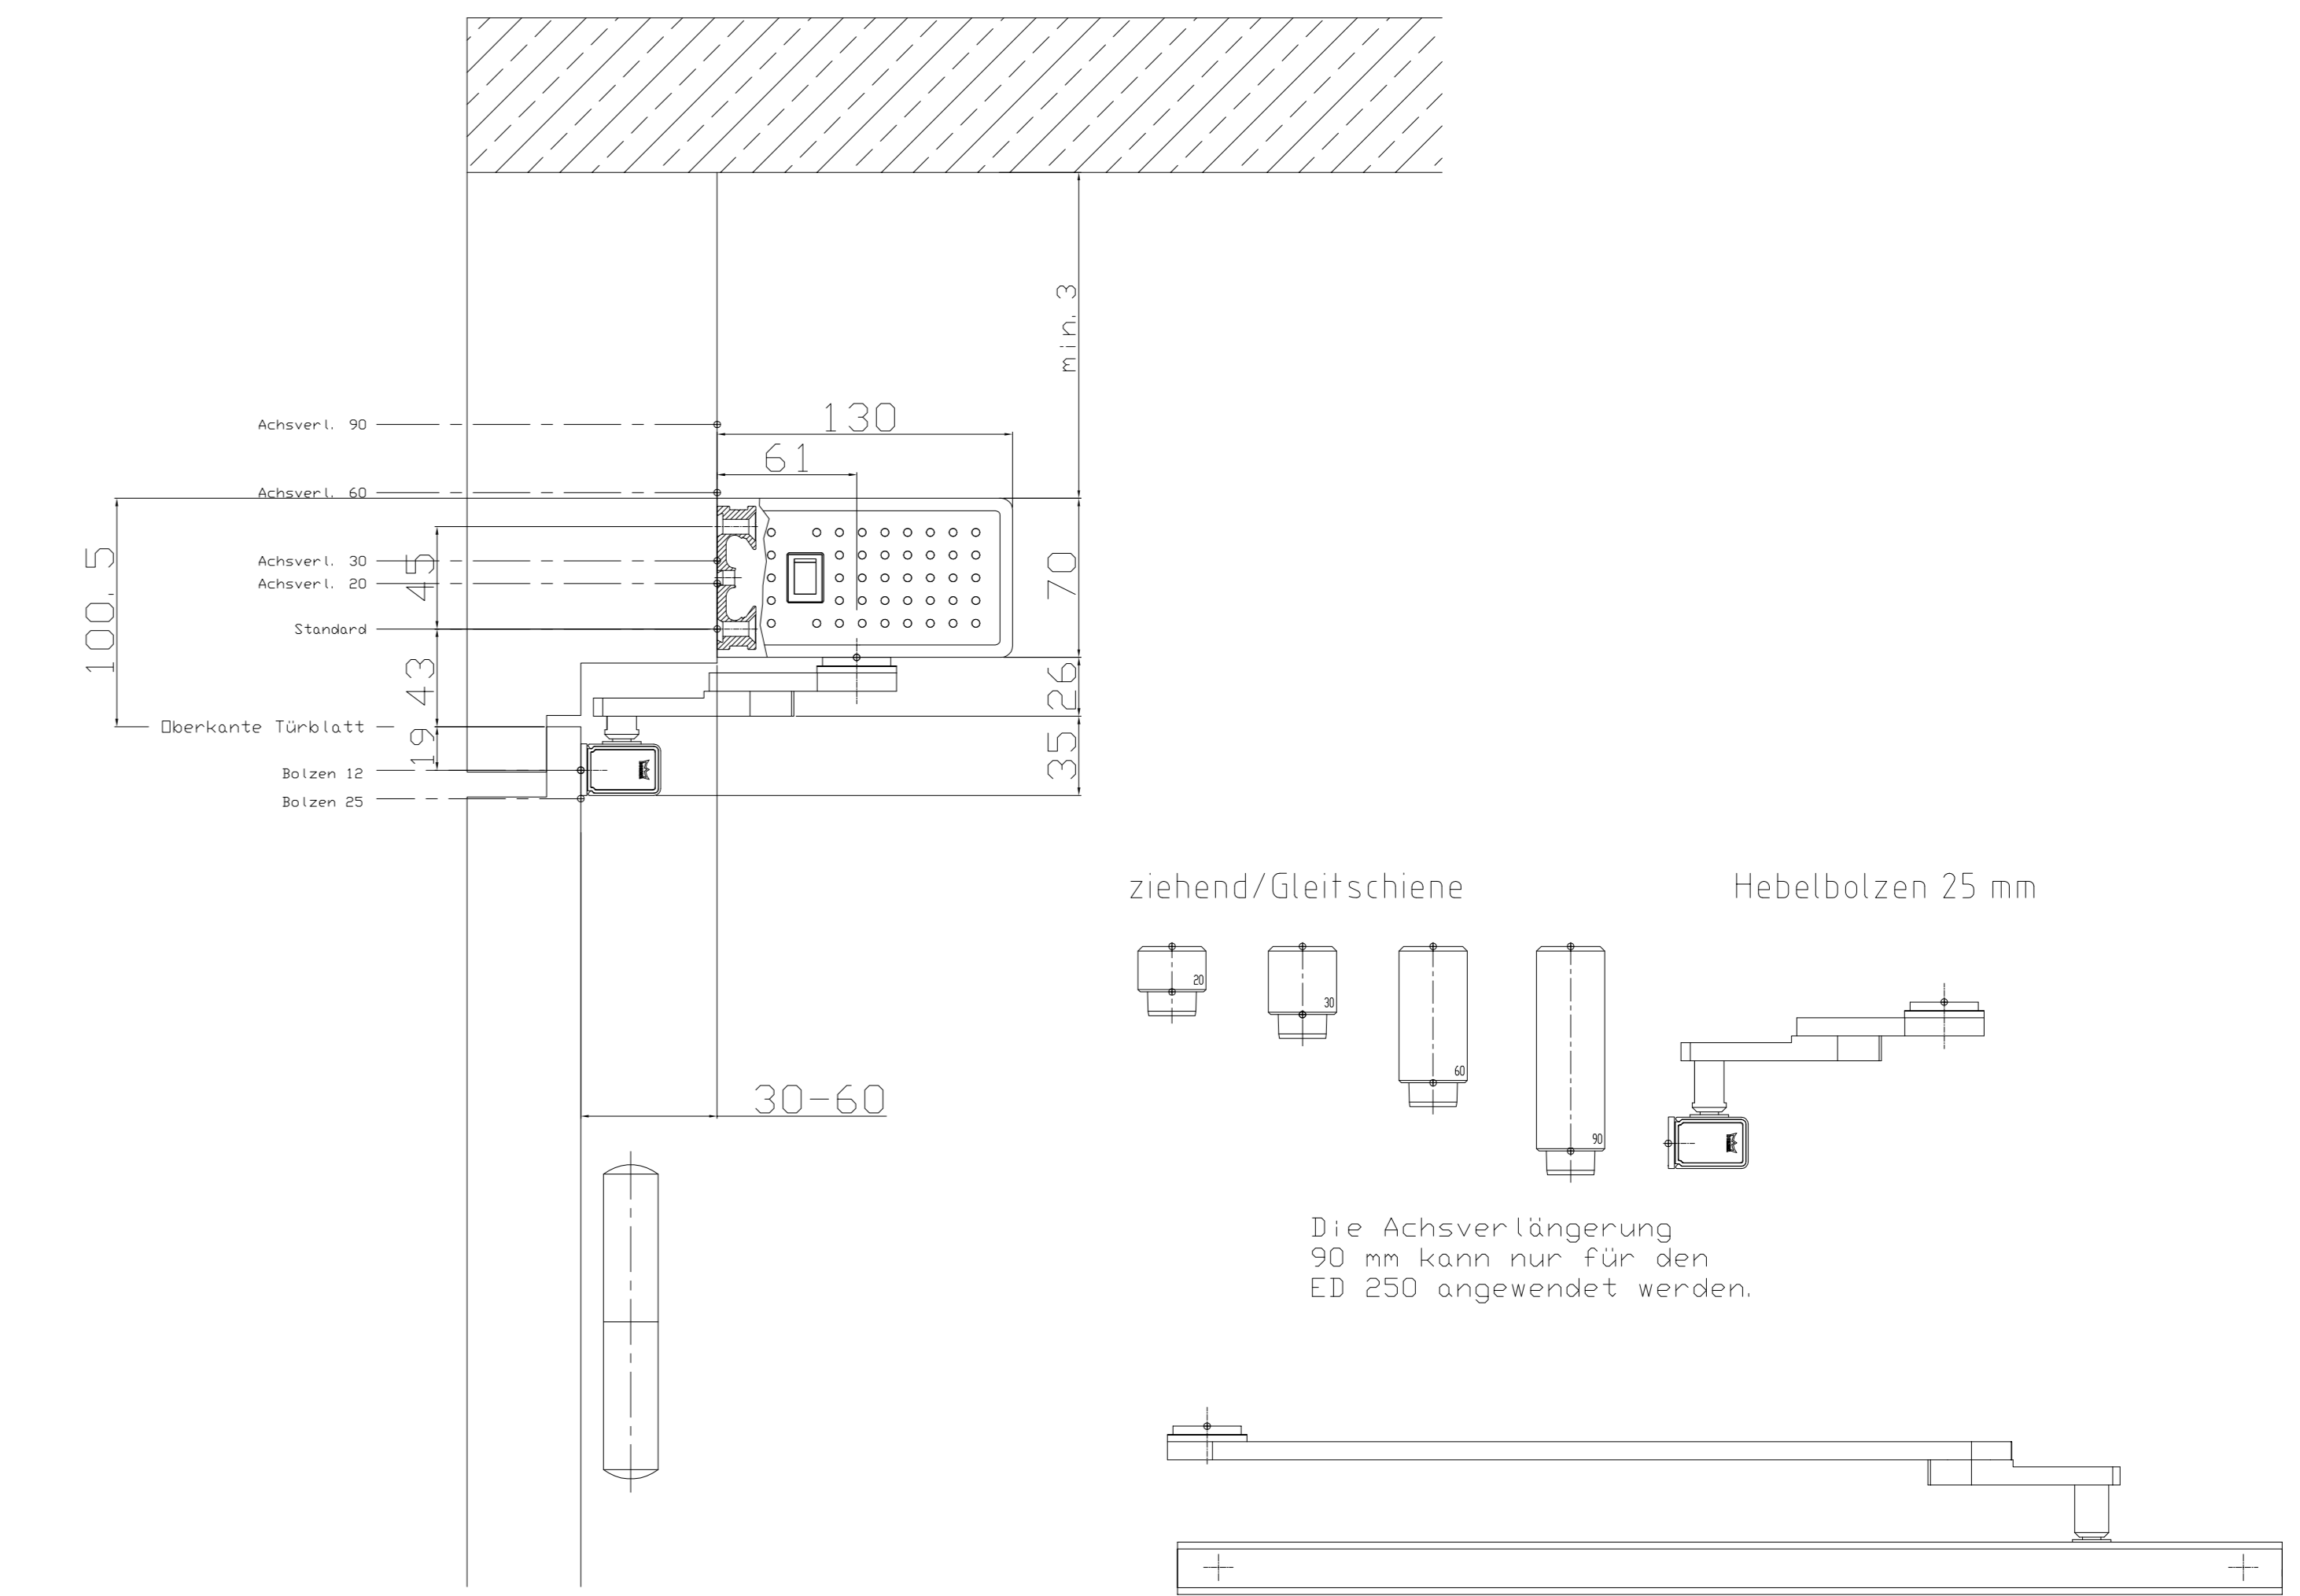 min. 3
130
Achsverl. 90
61
Achsverl. 60
100.5
45
Achsverl. 30
70
Achsverl. 20
Standard
43
26
Oberkante Türblatt
19
35
Bolzen 12
Bolzen 25
ziehend/Gleitschiene
Hebelbolzen 25 mm
20
30
60
90
30-60
Die Achsverlängerung
90 mm kann nur für den
ED 250 angewendet werden.